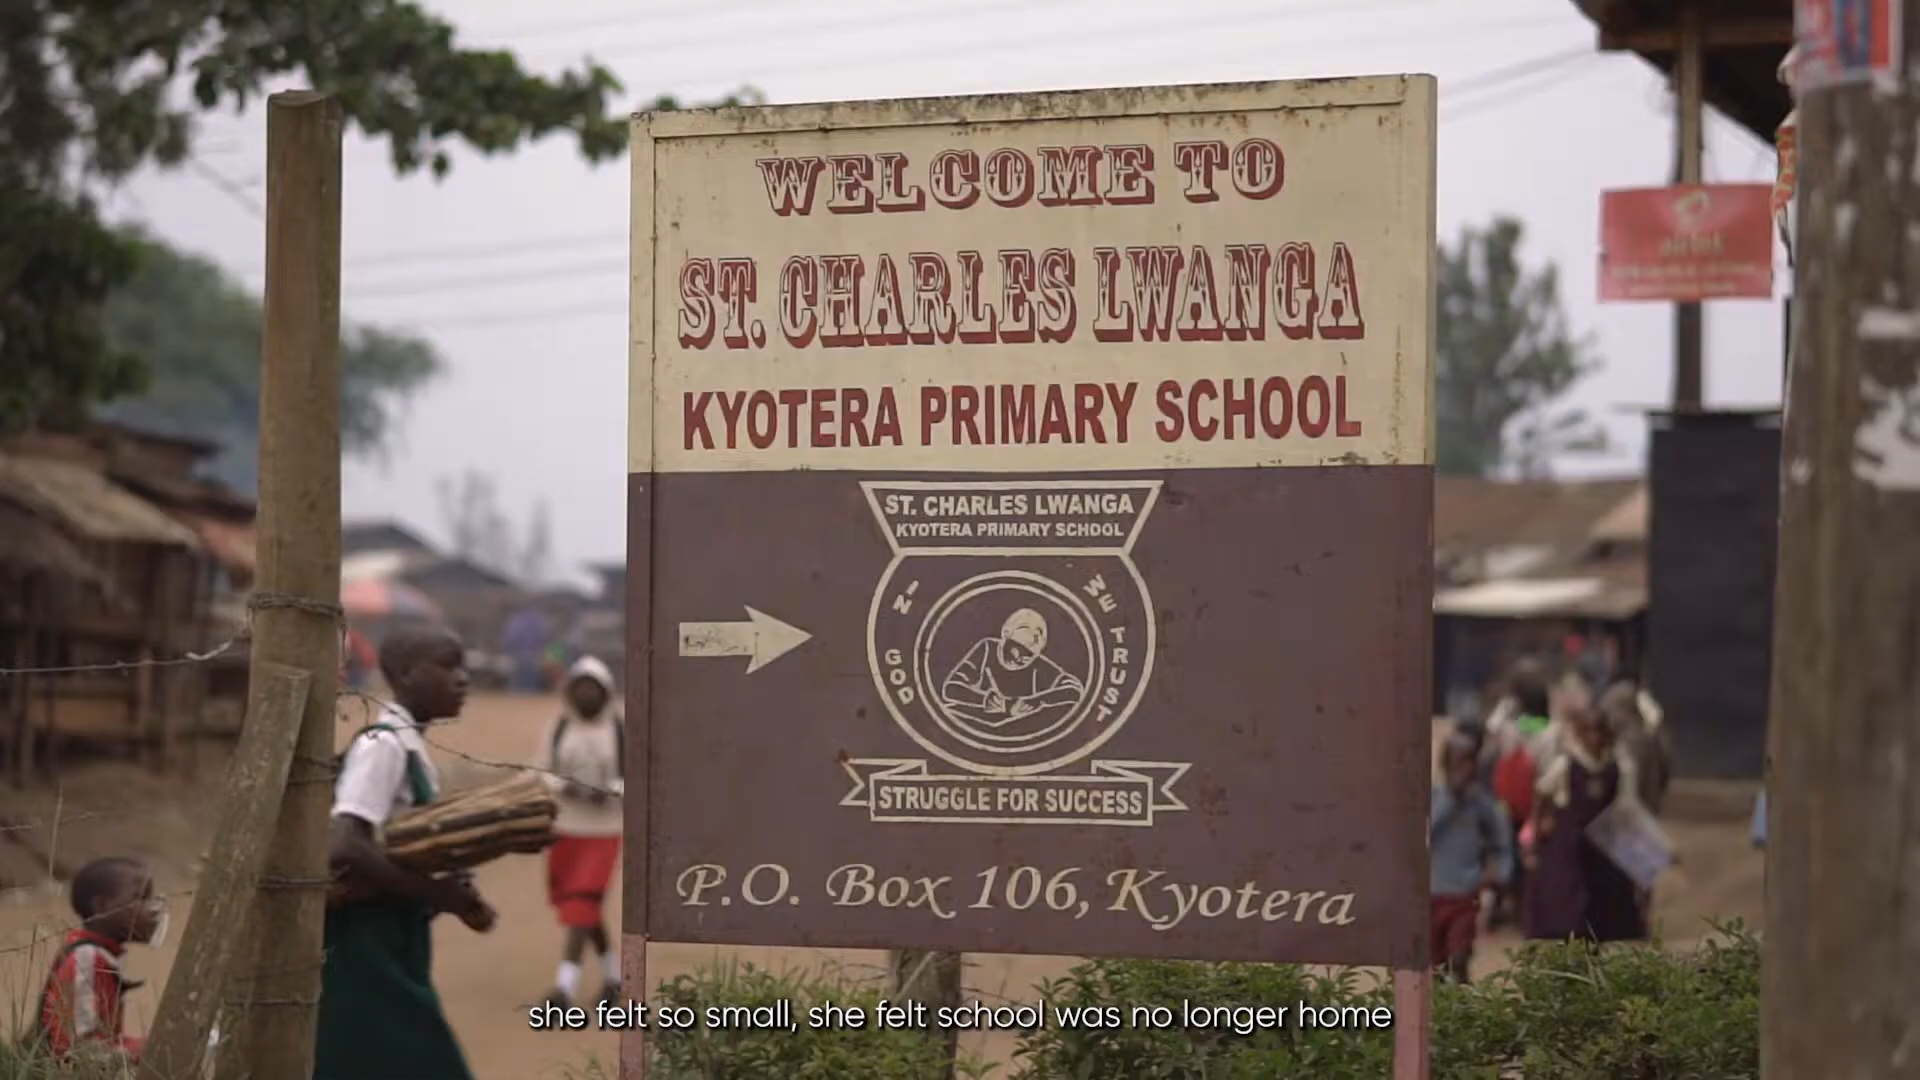 WELCOME TO
ST. CHARLES LWANGA
KYOTERA PRIMARY SCHOOL
ST. CHARLES LWANGA
KYOTERA PRIMARY SCHOOL
IN GOD WE TRUST
STRUGGLE FOR SUCCESS
P.O. Box 106, Kyotera
she felt so small, she felt school was no longer home